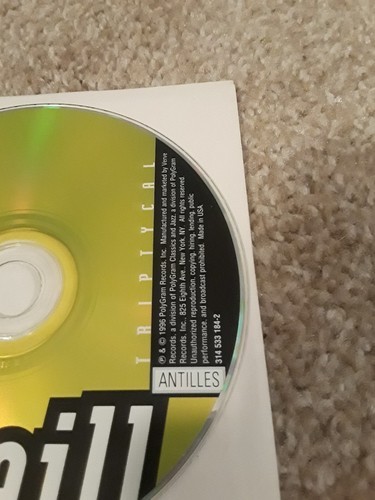 TRIPTYCAL
℗ & © 1996 PolyGram Records, Inc. Manufactured and marketed by Verve
Records, a division of PolyGram Classics and Jazz, a division of PolyGram
Records, Inc., 825 Eighth Ave. New York, NY. All rights reserved.
Unauthorized reproduction, copying, hiring, lending, public
performance, and broadcast prohibited. Made in USA
314 533 184-2
ANTILLES
eill